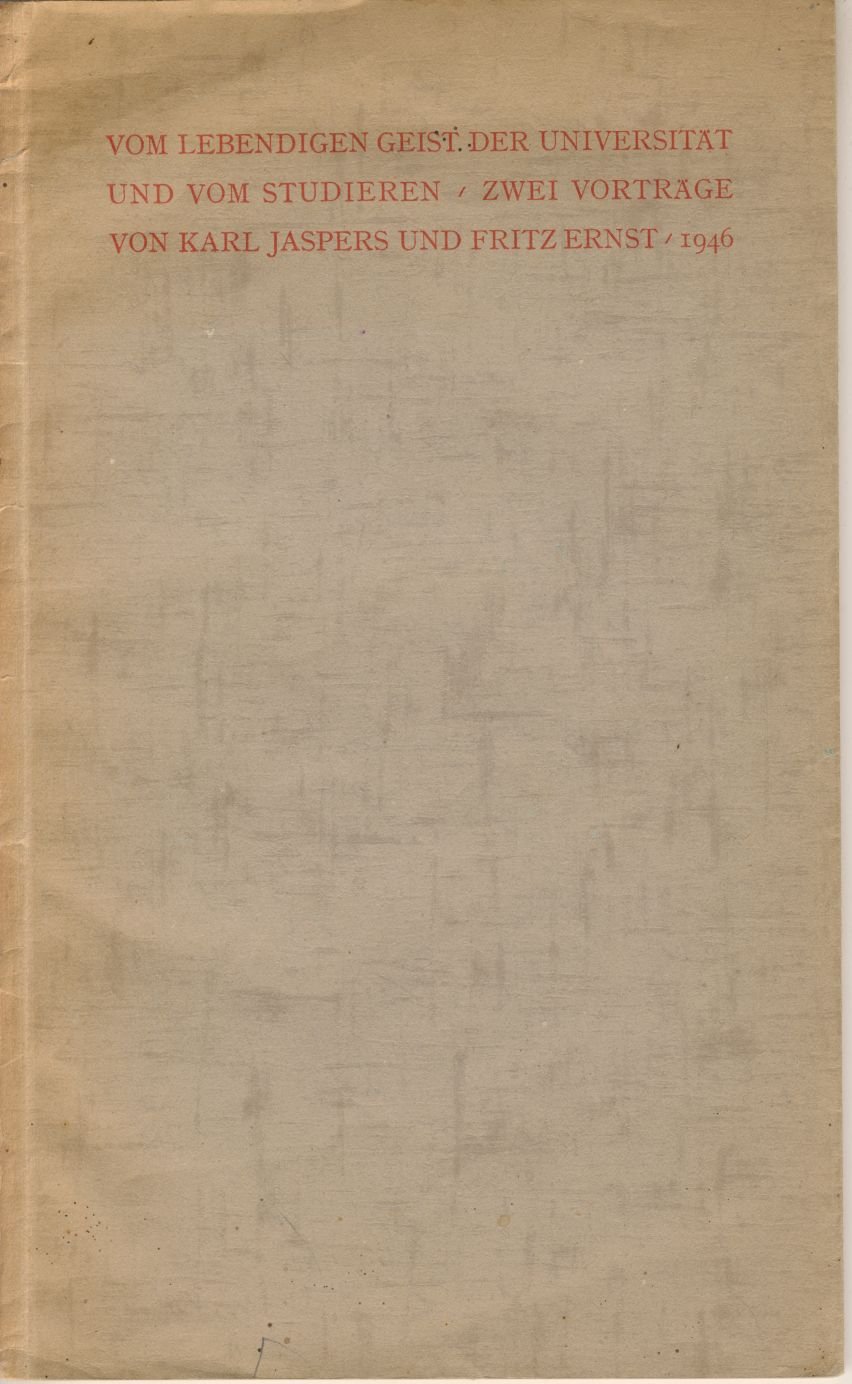 VOM LEBENDIGEN GEIST DER UNIVERSITÄT
UND VOM STUDIEREN / ZWEI VORTRÄGE
VON KARL JASPERS UND FRITZ ERNST / 1946